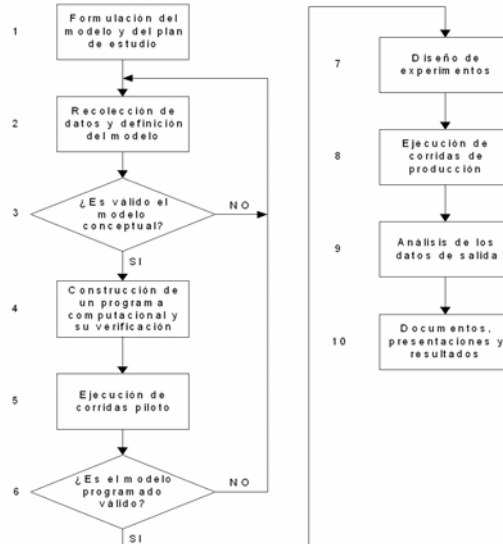 1
Formulación del
modelo y del plan
de estudio
2
Recolección de
datos y definición
del modelo
3
¿Es válido el
modelo
conceptual?
NO
SI
4
Construcción de
un programa
computacional y
su verificación
5
Ejecución de
corridas piloto
6
¿Es el modelo
programado
válido?
NO
SI
7
Diseño de
experimentos
8
Ejecución de
corridas de
producción
9
Análisis de los
datos de salida
10
Documentos,
presentaciones y
resultados